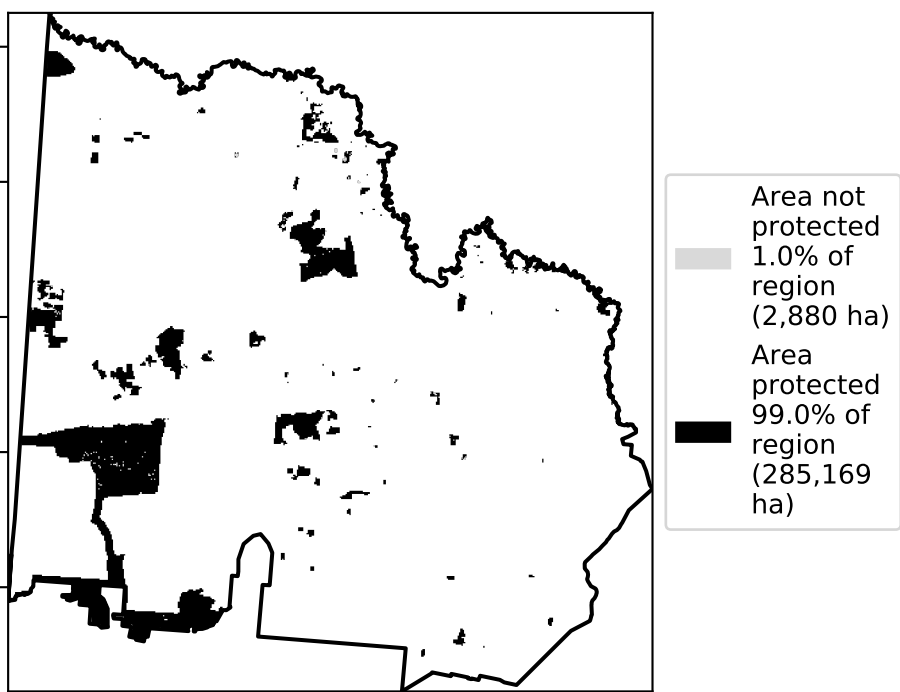 Area not
protected
1.0% of
region
(2,880 ha)
Area
protected
99.0% of
region
(285,169
ha)